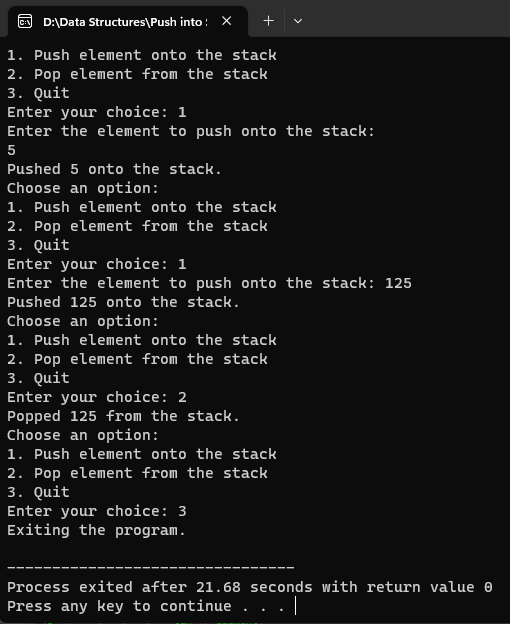 D:\Data Structures\Push into
1. Push element onto the stack
2. Pop element from the stack
3. Quit
Enter your choice: 1
Enter the element to push onto the stack:
5
Pushed 5 onto the stack.
Choose an option:
1. Push element onto the stack
2. Pop element from the stack
3. Quit
Enter your choice: 1
Enter the element to push onto the stack: 125
Pushed 125 onto the stack.
Choose an option:
1. Push element onto the stack
2. Pop element from the stack
3. Quit
Enter your choice: 2
Popped 125 from the stack.
Choose an option:
1. Push element onto the stack
2. Pop element from the stack
3. Quit
Enter your choice: 3
Exiting the program.
--------------------------------
Process exited after 21.68 seconds with return value 0
Press any key to continue . . .